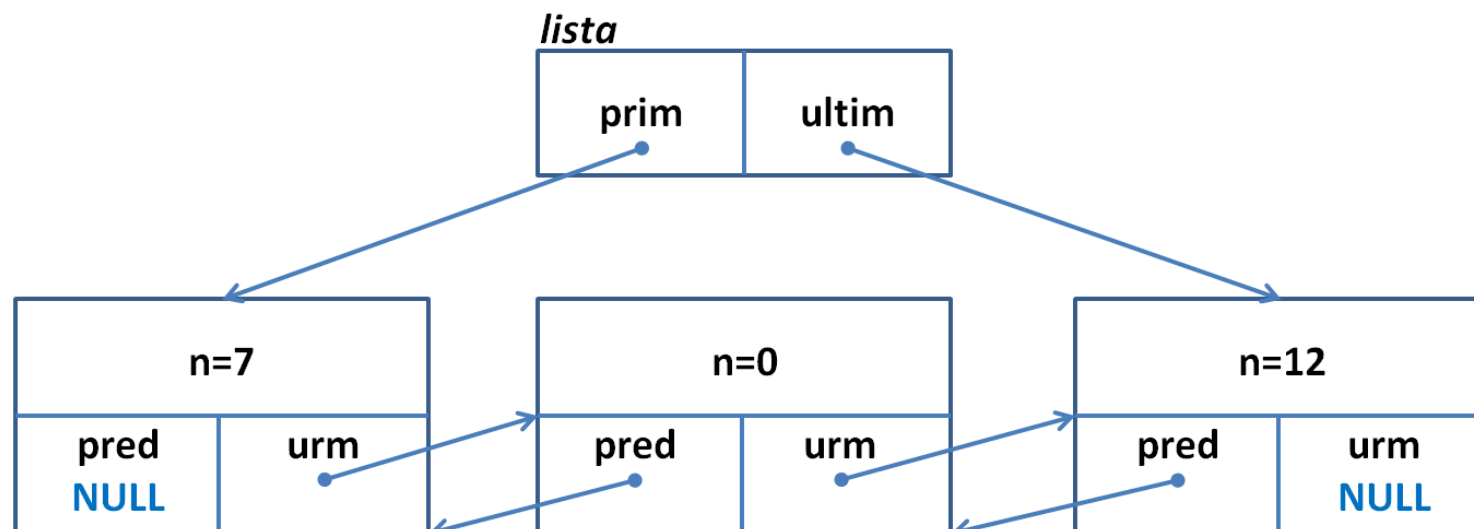 lista
prim ultim
n=7 n=0 n=12
pred urm pred urm pred urm
NULL NULL